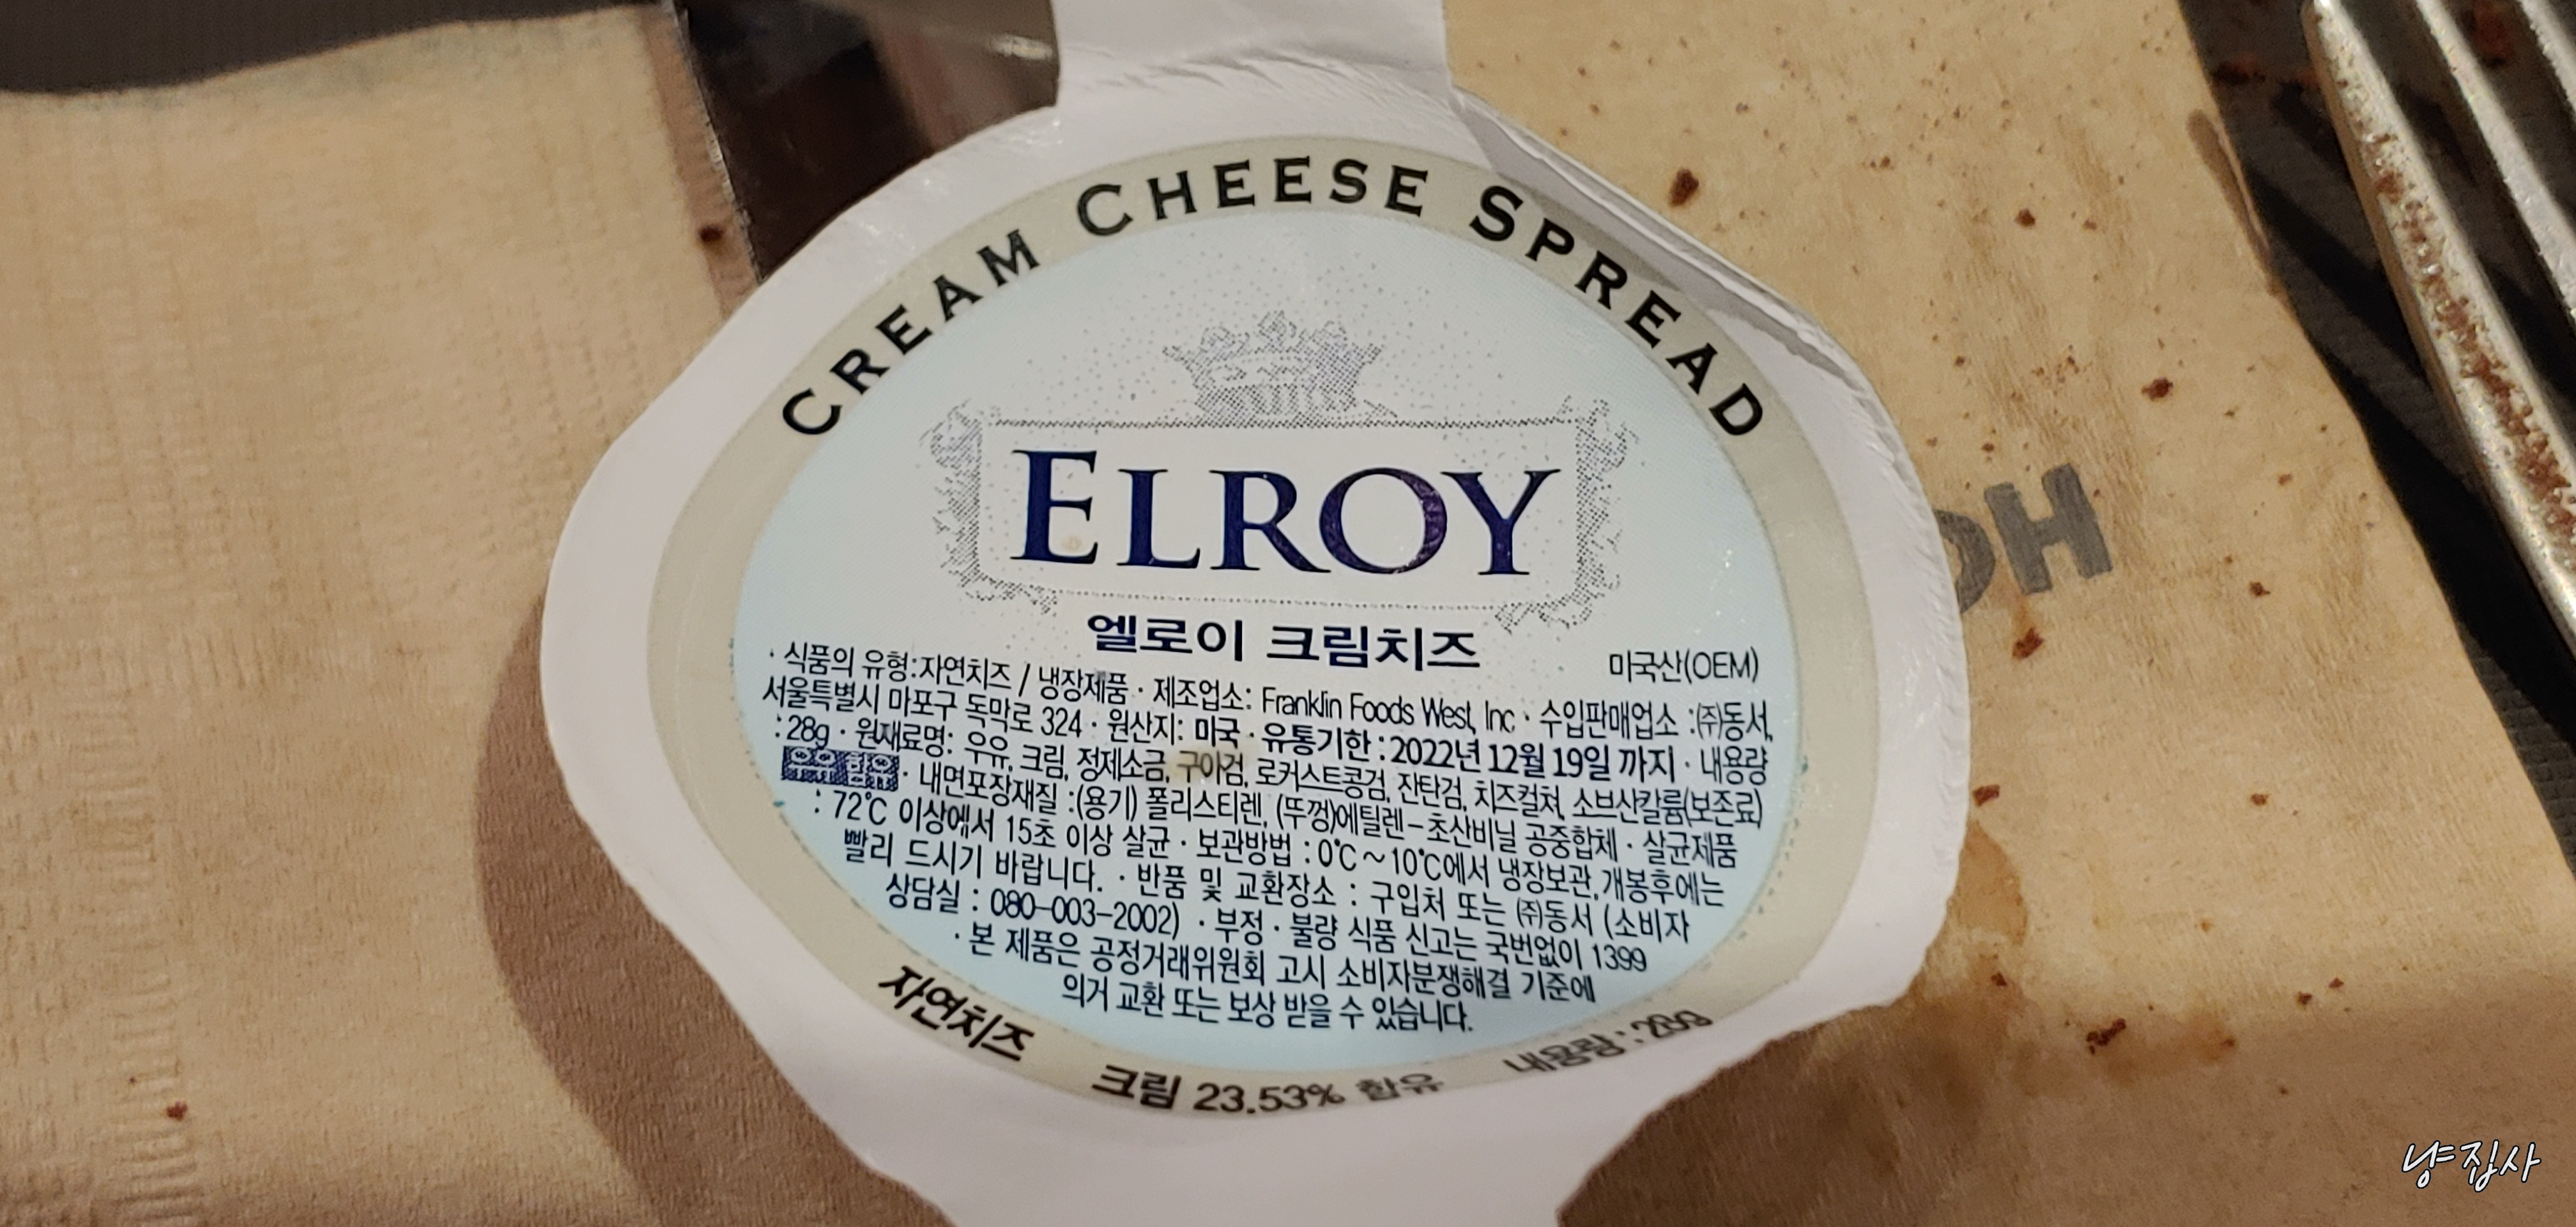 CREAM CHEESE SPREAD
ELROY
엘로이 크림치즈
미국산(OEM)
· 식품의 유형:자연치즈 / 냉장제품 · 제조업소: Franklin Foods West, Inc · 수입판매업소 :㈜동서,
서울특별시 마포구 독막로 324 · 원산지: 미국 · 유통기한 : 2022년 12월 19일 까지 · 내용량
: 28g · 원재료명: 우유, 크림, 정제소금, 구아검, 로커스트콩검, 잔탄검, 치즈컬쳐, 소브산칼륨(보존료)
우유 함유 · 내면포장재질 :(용기) 폴리스티렌, (뚜껑)에틸렌-초산비닐 공중합체 · 살균제품
: 72℃ 이상에서 15초 이상 살균 · 보관방법 : 0℃ ~ 10℃에서 냉장보관, 개봉후에는
빨리 드시기 바랍니다. · 반품 및 교환장소 : 구입처 또는 ㈜동서 (소비자
상담실 : 080-003-2002) · 부정 · 불량 식품 신고는 국번없이 1399
· 본 제품은 공정거래위원회 고시 소비자분쟁해결 기준에
의거 교환 또는 보상 받을 수 있습니다.
자연치즈 크림 23.53% 함유 내용량 : 28g
냥집사